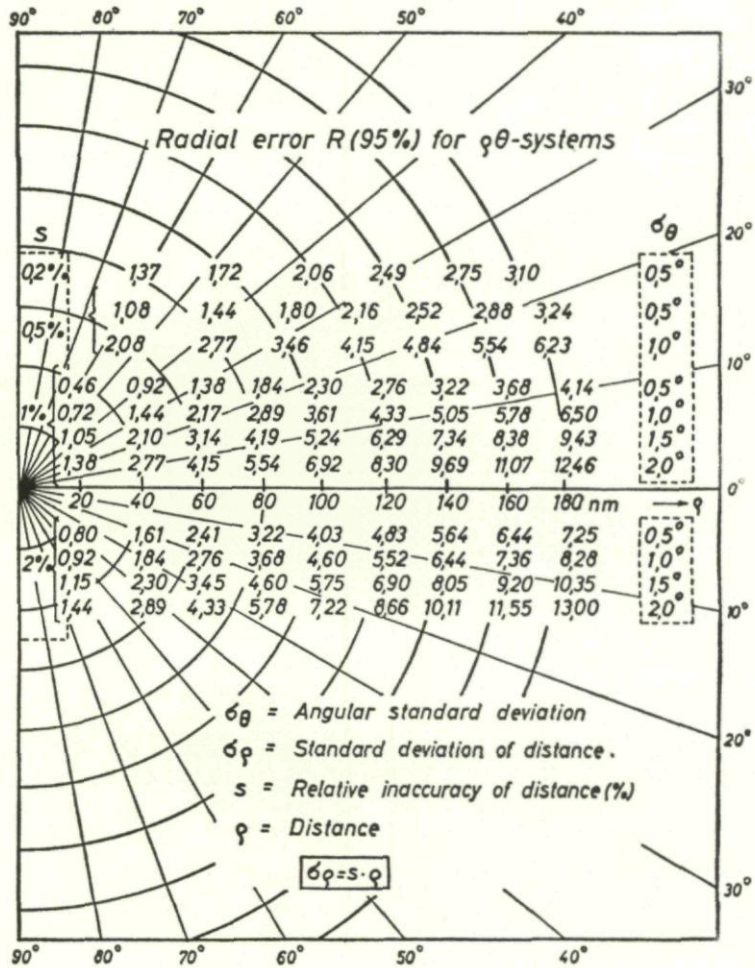 90° 80° 70° 60° 50° 40°
30°
Radial error R (95%) for ρθ-systems
S σθ
20°
0,2% 1,37 1,72 2,06 2,49 2,75 3,10 0,5°
1,08 1,44 1,80 2,16 2,52 2,88 3,24 0,5°
0,5%
2,08 2,77 3,46 4,15 4,84 5,54 6,23 1,0°
10°
0,46 0,92 1,38 1,84 2,30 2,76 3,22 3,68 4,14 0,5°
1% 0,72 1,44 2,17 2,89 3,61 4,33 5,05 5,78 6,50 1,0°
1,05 2,10 3,14 4,19 5,24 6,29 7,34 8,38 9,43 1,5°
1,38 2,77 4,15 5,54 6,92 8,30 9,69 11,07 12,46 2,0°
0°
20 40 60 80 100 120 140 160 180 nm → ρ
0,80 1,61 2,41 3,22 4,03 4,83 5,64 6,44 7,25 0,5°
2% 0,92 1,84 2,76 3,68 4,60 5,52 6,44 7,36 8,28 1,0°
1,15 2,30 3,45 4,60 5,75 6,90 8,05 9,20 10,35 1,5°
1,44 2,89 4,33 5,78 7,22 8,66 10,11 11,55 13,00 2,0°
10°
σθ = Angular standard deviation
20°
σρ = Standard deviation of distance.
s = Relative inaccuracy of distance (%)
ρ = Distance
σρ = s · ρ
30°
90° 80° 70° 60° 50° 40°